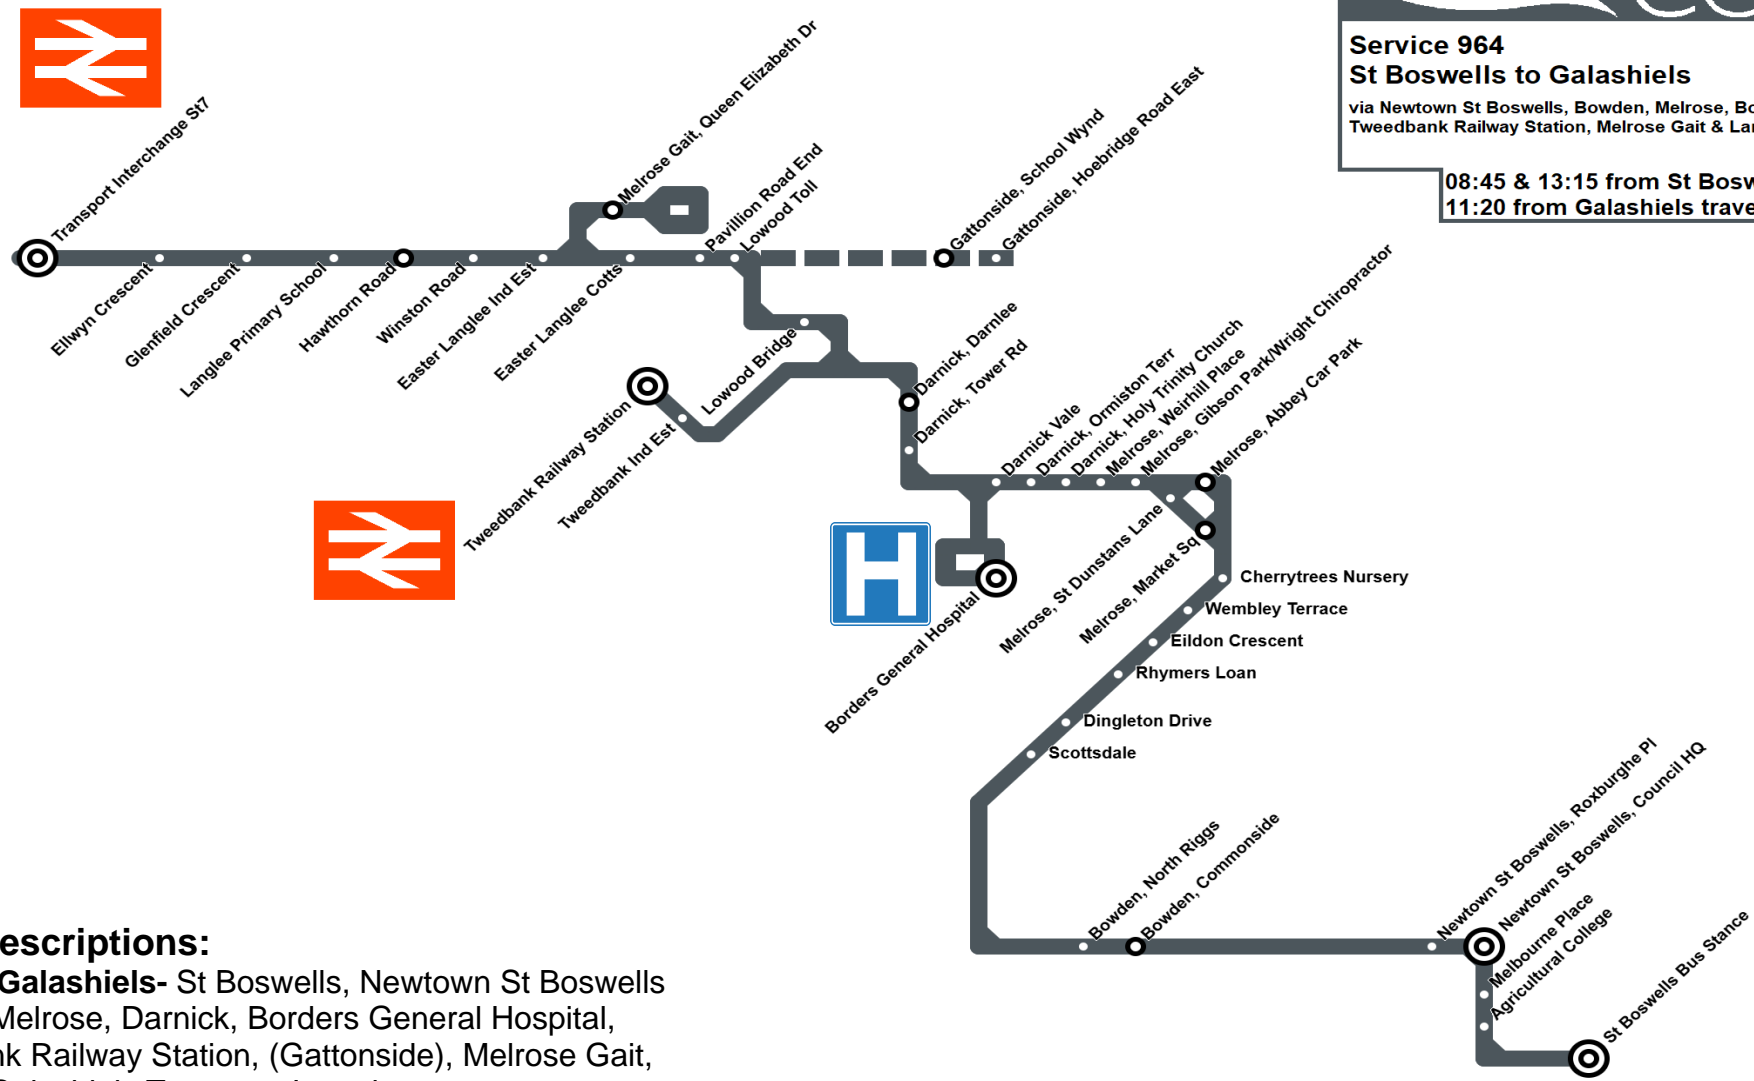 Service 964
St Boswells to Galashiels
via Newtown St Boswells, Bowden, Melrose, Bo
Tweedbank Railway Station, Melrose Gait & Lan
08:45 & 13:15 from St Bosw
11:20 from Galashiels trave
Transport Interchange St7
Melrose Gait, Queen Elizabeth Dr
Pavillion Road End
Lowood Toll
Gattonside, School Wynd
Gattonside, Hoebridge Road East
Ellwyn Crescent
Glenfield Crescent
Langlee Primary School
Hawthorn Road
Winston Road
Easter Langlee Ind Est
Easter Langlee Cotts
Lowood Bridge
Tweedbank Railway Station
Tweedbank Ind Est
Darnick, Darnlee
Darnick, Tower Rd
Darnick Vale
Darnick, Ormiston Terr
Darnick, Holy Trinity Church
Melrose, Weirhill Place
Melrose, Gibson Park/Wright Chiropractor
Melrose, Abbey Car Park
H
Borders General Hospital
Melrose, St Dunstans Lane
Melrose, Market Sq
Cherrytrees Nursery
Wembley Terrace
Eildon Crescent
Rhymers Loan
Dingleton Drive
Scottsdale
Bowden, North Riggs
Bowden, Commonside
Newtown St Boswells, Roxburghe Pl
Newtown St Boswells, Council HQ
Melbourne Place
Agricultural College
St Boswells Bus Stance
escriptions:
Galashiels- St Boswells, Newtown St Boswells
Melrose, Darnick, Borders General Hospital,
nk Railway Station, (Gattonside), Melrose Gait,